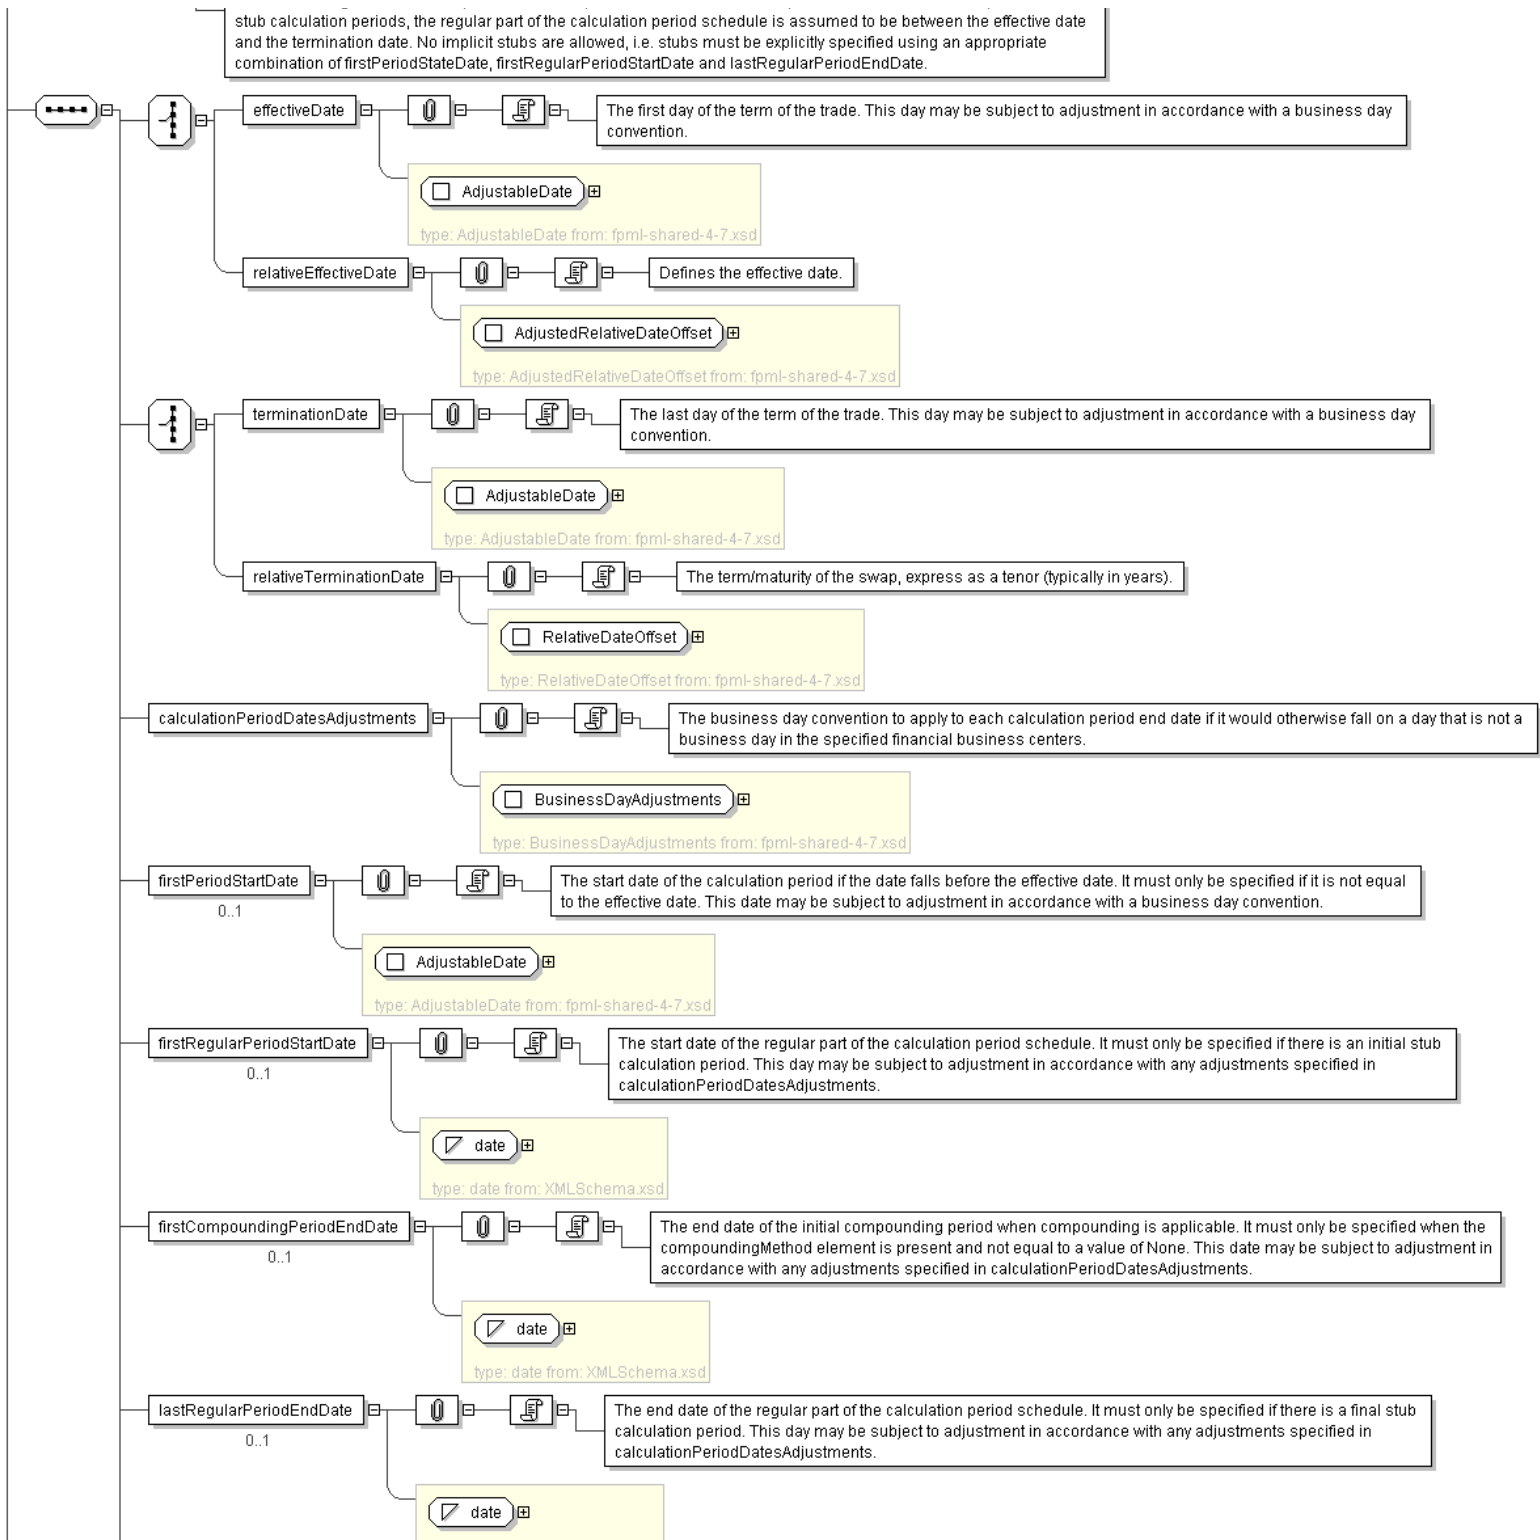 stub calculation periods, the regular part of the calculation period schedule is assumed to be between the effective date
and the termination date. No implicit stubs are allowed, i.e. stubs must be explicitly specified using an appropriate
combination of firstPeriodStateDate, firstRegularPeriodStartDate and lastRegularPeriodEndDate.
effectiveDate
The first day of the term of the trade. This day may be subject to adjustment in accordance with a business day
convention.
AdjustableDate
type: AdjustableDate from: fpml-shared-4-7.xsd
relativeEffectiveDate
Defines the effective date.
AdjustedRelativeDateOffset
type: AdjustedRelativeDateOffset from: fpml-shared-4-7.xsd
terminationDate
The last day of the term of the trade. This day may be subject to adjustment in accordance with a business day
convention.
AdjustableDate
type: AdjustableDate from: fpml-shared-4-7.xsd
relativeTerminationDate
The term/maturity of the swap, express as a tenor (typically in years).
RelativeDateOffset
type: RelativeDateOffset from: fpml-shared-4-7.xsd
calculationPeriodDatesAdjustments
The business day convention to apply to each calculation period end date if it would otherwise fall on a day that is not a
business day in the specified financial business centers.
BusinessDayAdjustments
type: BusinessDayAdjustments from: fpml-shared-4-7.xsd
firstPeriodStartDate
0..1
The start date of the calculation period if the date falls before the effective date. It must only be specified if it is not equal
to the effective date. This date may be subject to adjustment in accordance with a business day convention.
AdjustableDate
type: AdjustableDate from: fpml-shared-4-7.xsd
firstRegularPeriodStartDate
0..1
The start date of the regular part of the calculation period schedule. It must only be specified if there is an initial stub
calculation period. This day may be subject to adjustment in accordance with any adjustments specified in
calculationPeriodDatesAdjustments.
date
type: date from: XMLSchema.xsd
firstCompoundingPeriodEndDate
0..1
The end date of the initial compounding period when compounding is applicable. It must only be specified when the
compoundingMethod element is present and not equal to a value of None. This date may be subject to adjustment in
accordance with any adjustments specified in calculationPeriodDatesAdjustments.
date
type: date from: XMLSchema.xsd
lastRegularPeriodEndDate
0..1
The end date of the regular part of the calculation period schedule. It must only be specified if there is a final stub
calculation period. This day may be subject to adjustment in accordance with any adjustments specified in
calculationPeriodDatesAdjustments.
date